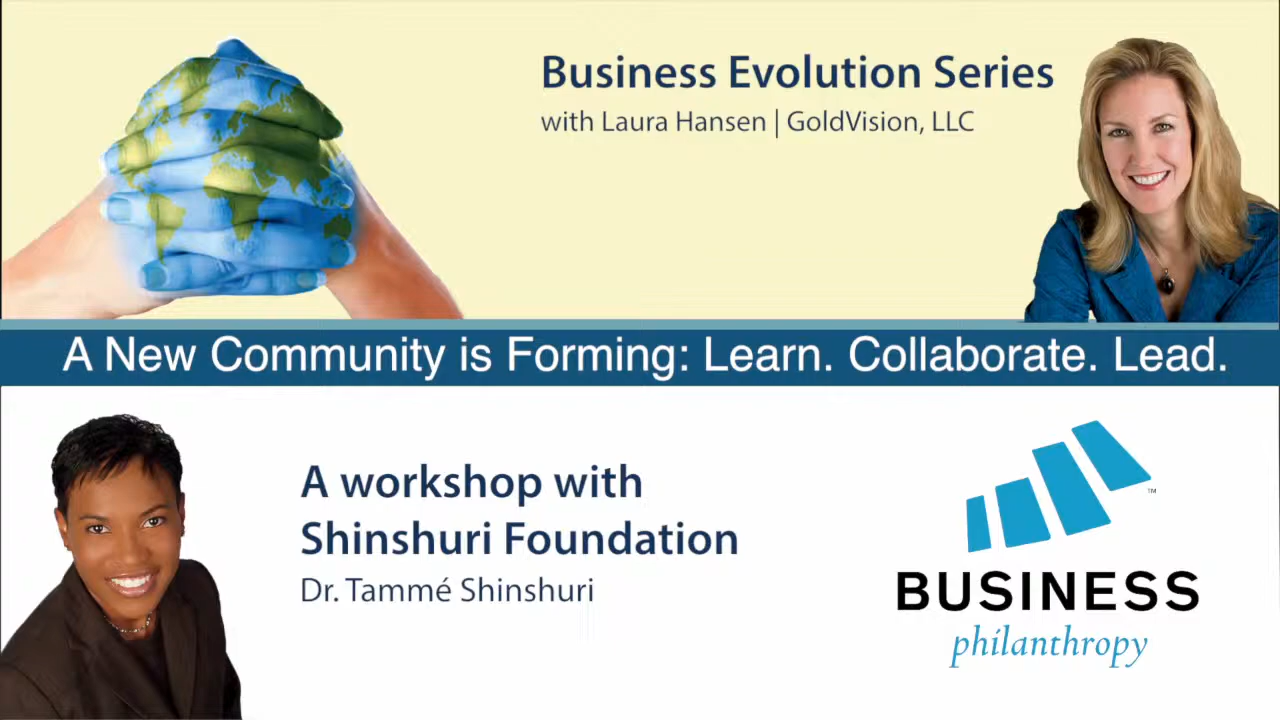 Business Evolution Series
with Laura Hansen | GoldVision, LLC
A New Community is Forming: Learn. Collaborate. Lead.
A workshop with
Shinshuri Foundation
Dr. Tammé Shinshuri
TM
BUSINESS
philanthropy